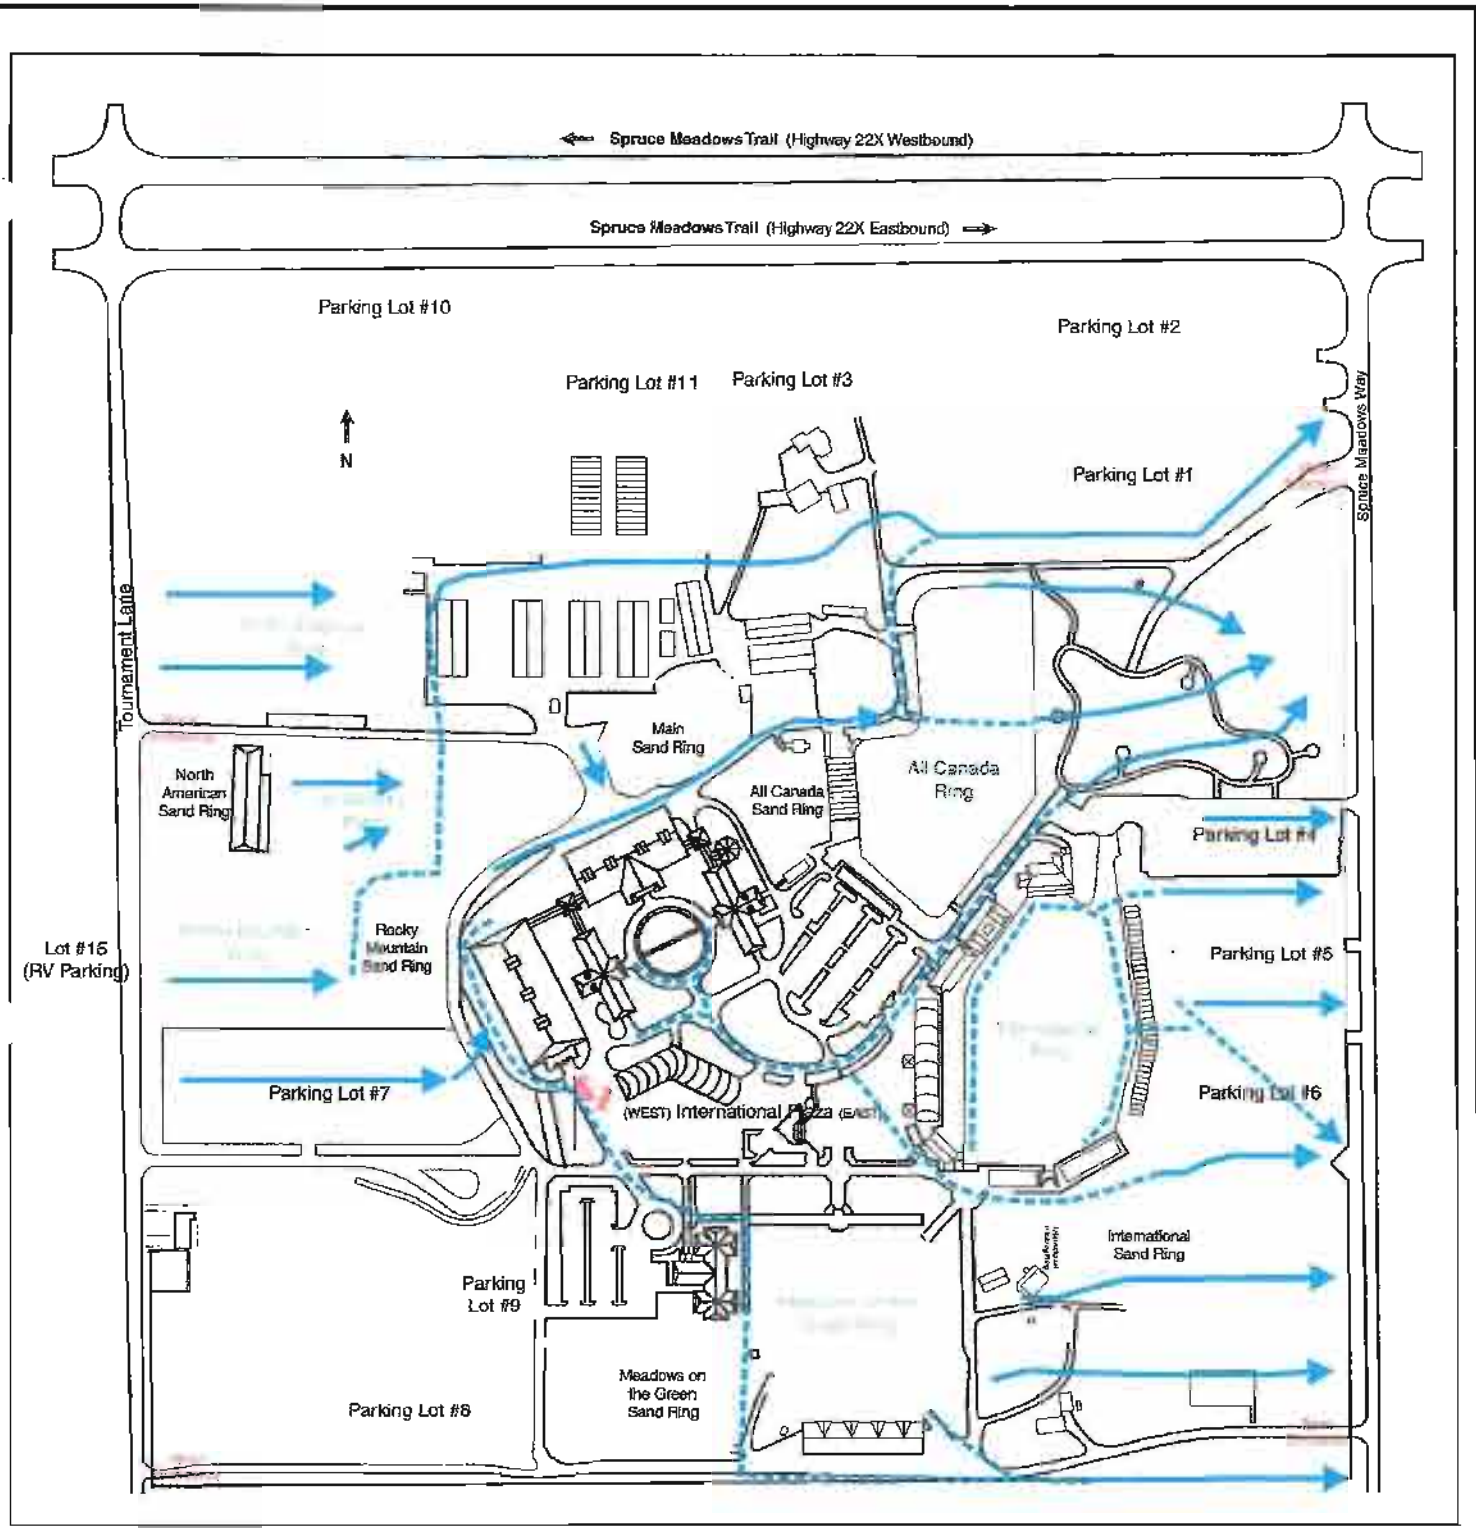 Spruce Meadows Trail (Highway 22X Westbound)
Spruce Meadows Trail (Highway 22X Eastbound)
Parking Lot #10
Parking Lot #2
Parking Lot #11
Parking Lot #3
N
Parking Lot #1
Spruce Meadows Way
Tournament Lane
Main
Sand Ring
North
American
Sand Ring
All Canada
Sand Ring
All Canada
Ring
Parking Lot #4
Lot #15
(RV Parking)
Rocky
Mountain
Sand Ring
Parking Lot #5
Parking Lot #7
Parking Lot #6
(WEST) International Plaza (EAST)
International
Sand Ring
Parking
Lot #9
Meadows on
the Green
Sand Ring
Parking Lot #8